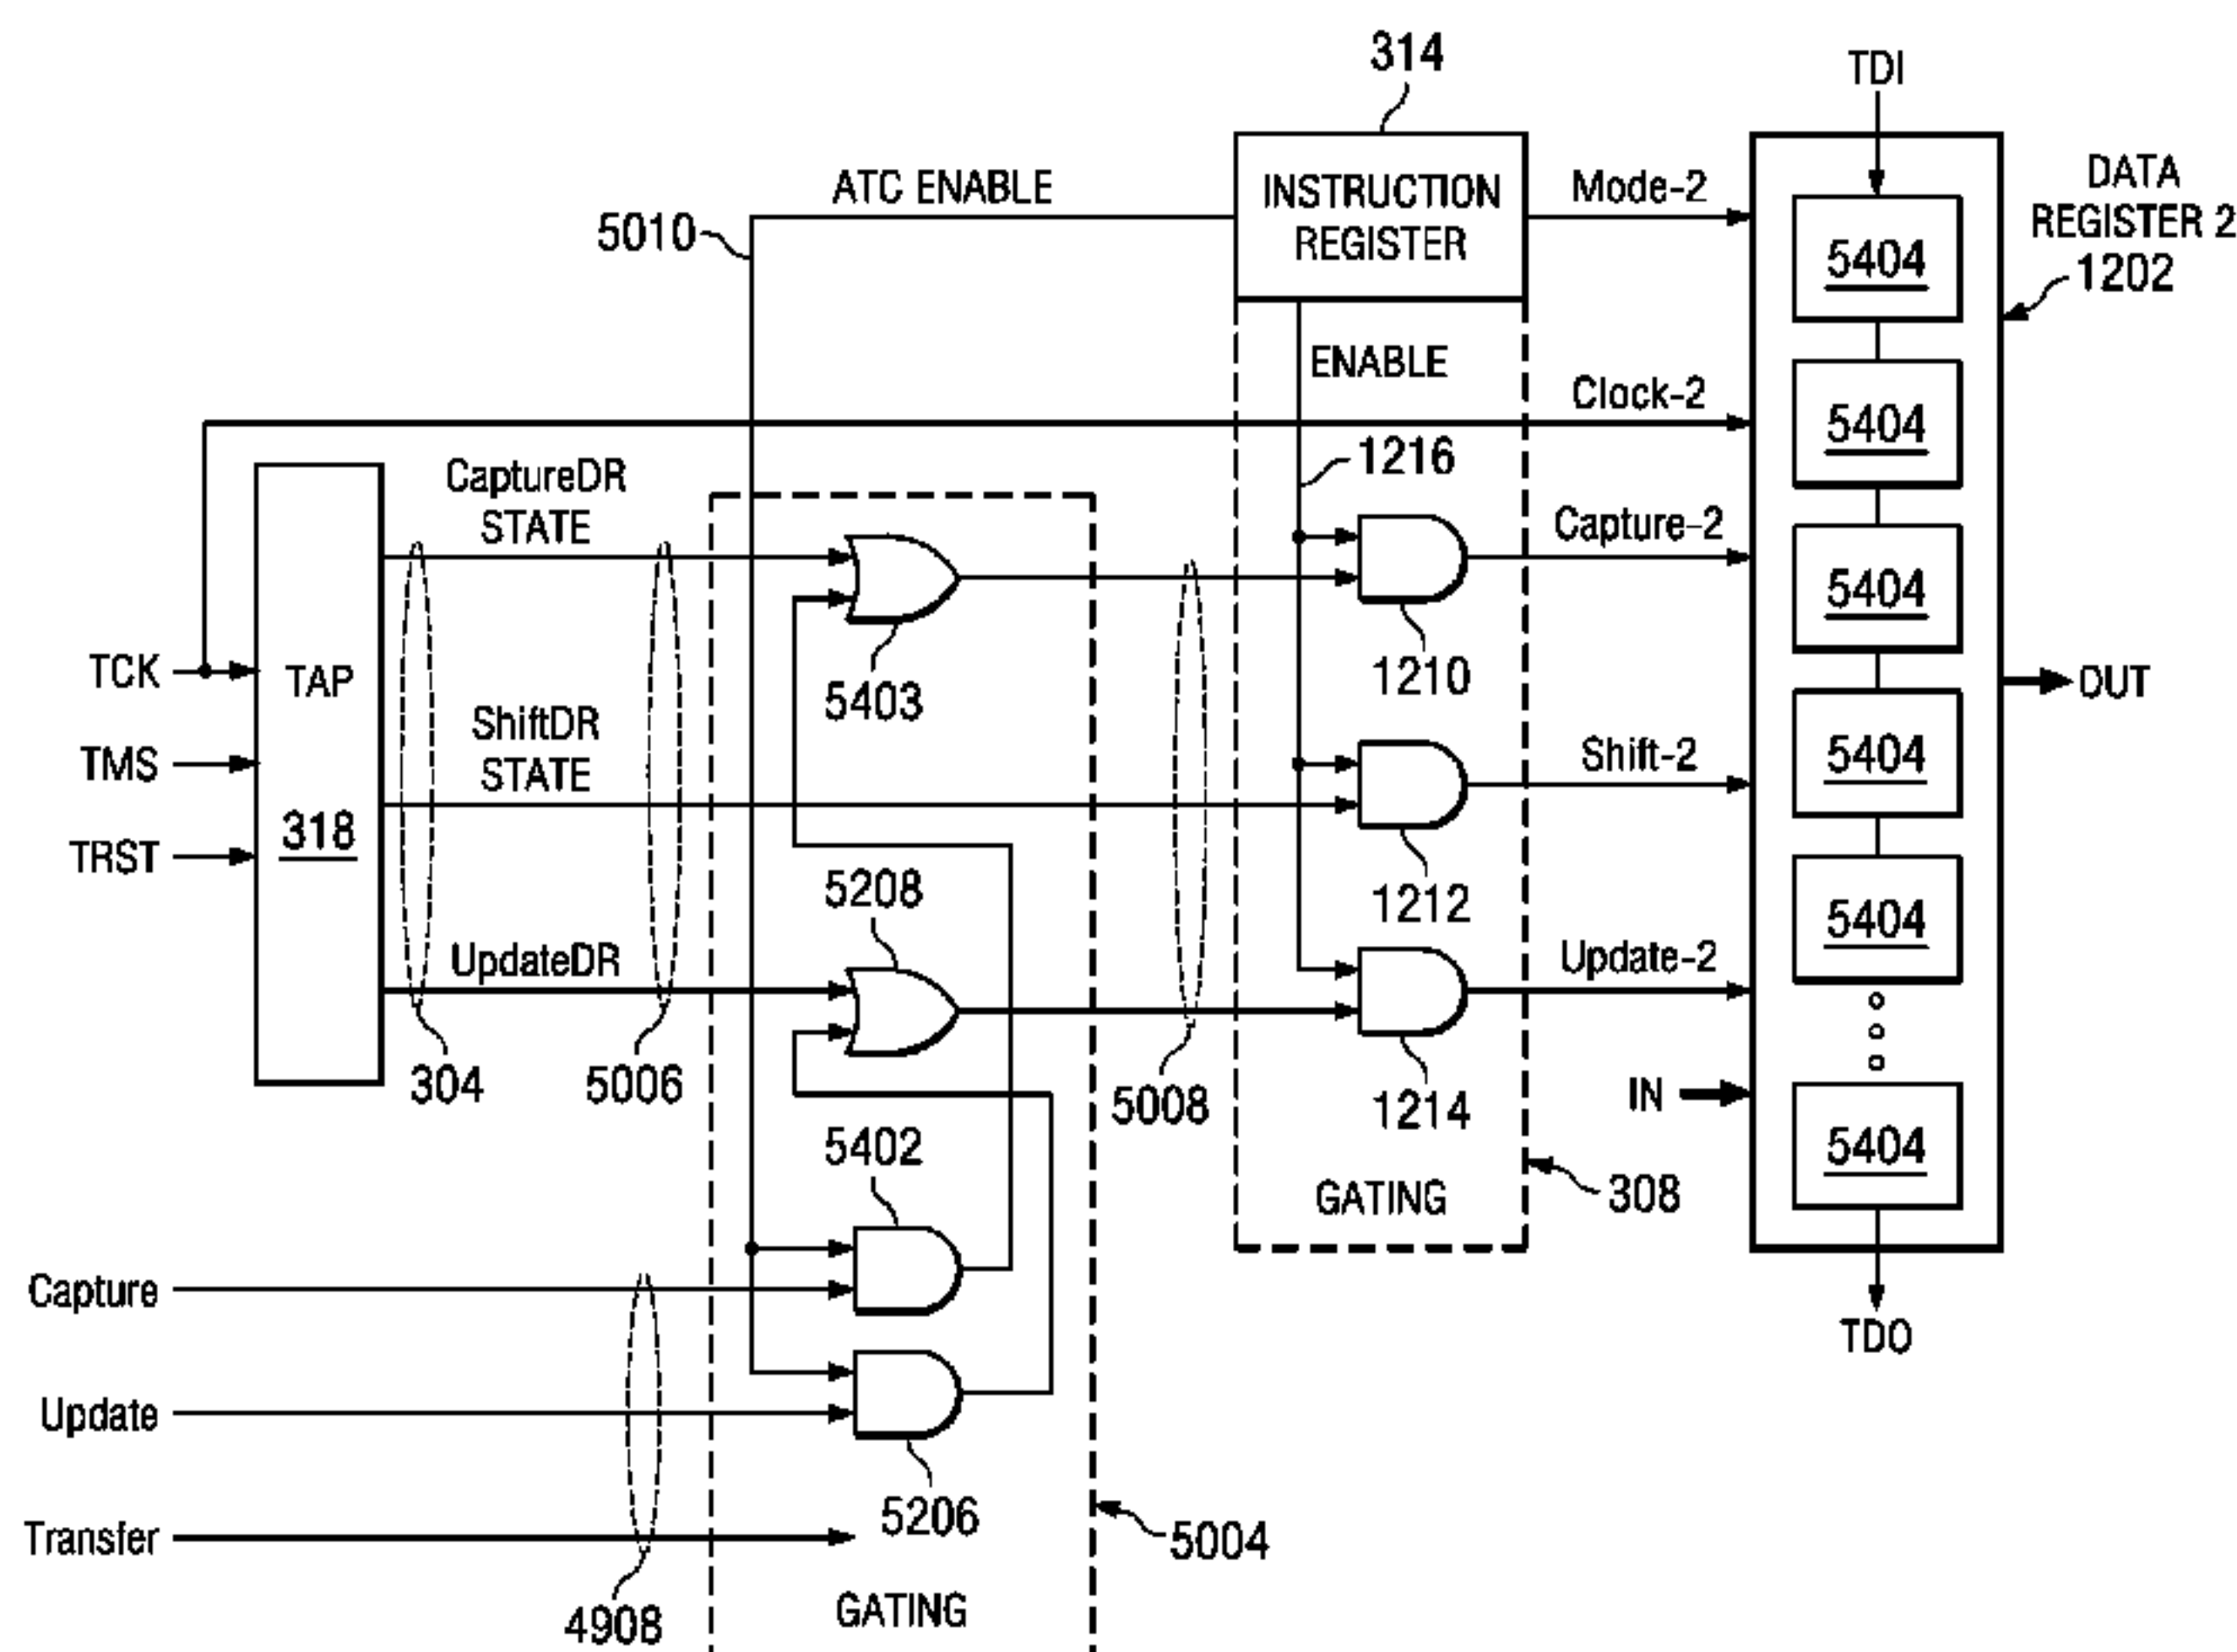 314
TDI
ATC ENABLE
INSTRUCTION
REGISTER
Mode-2
DATA
REGISTER 2
1202
5010
5404
ENABLE
Clock-2
5404
CaptureDR
STATE
1216
Capture-2
5404
TCK
TAP
5403
1210
OUT
ShiftDR
STATE
Shift-2
5404
TMS
318
TRST
5208
1212
5404
UpdateDR
Update-2
304
5006
5008
1214
IN
5402
5404
GATING
308
Capture
TDO
Update
5206
Transfer
5004
4908
GATING